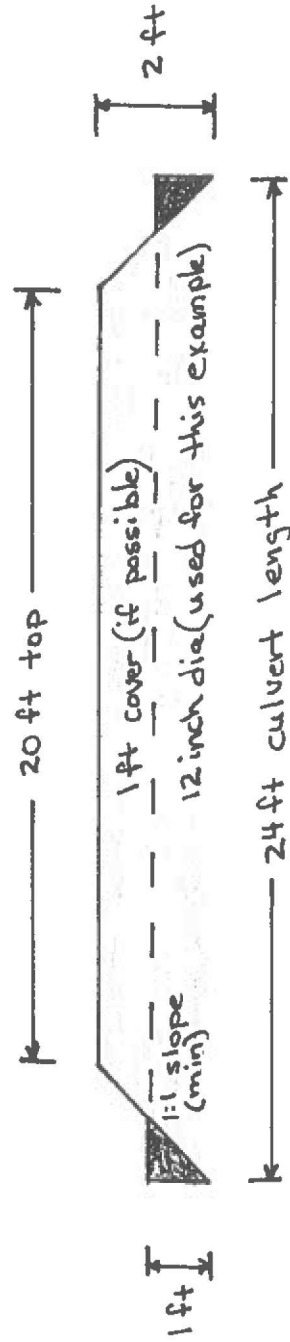 20 ft top
2 ft
1 ft cover (if possible)
1:1 slope
(min)
12 inch dia (used for this example)
1 ft
24 ft culvert length